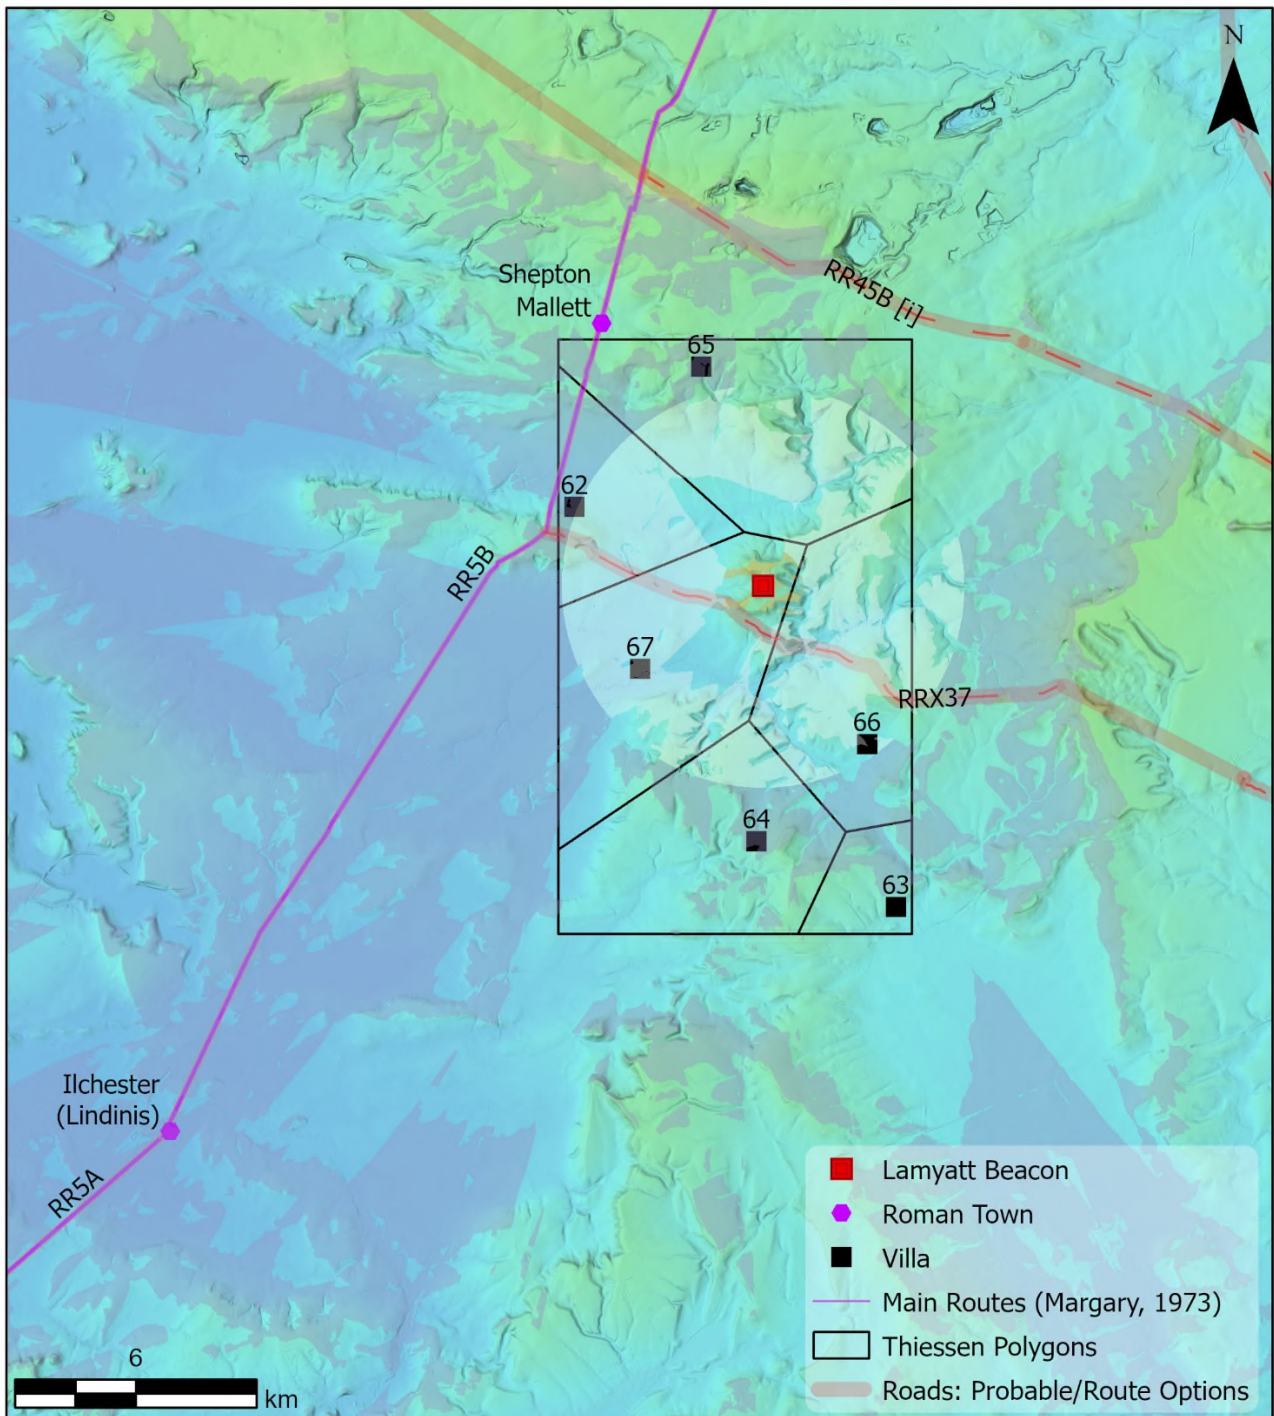 N
RR45B [i]
Shepton
Mallett
65
62
RR5B
67
RRX37
66
64
63
Ilchester
(Lindinis)
RR5A
Lamyatt Beacon
Roman Town
Villa
Main Routes (Margary, 1973)
Thiessen Polygons
Roads: Probable/Route Options
6
km